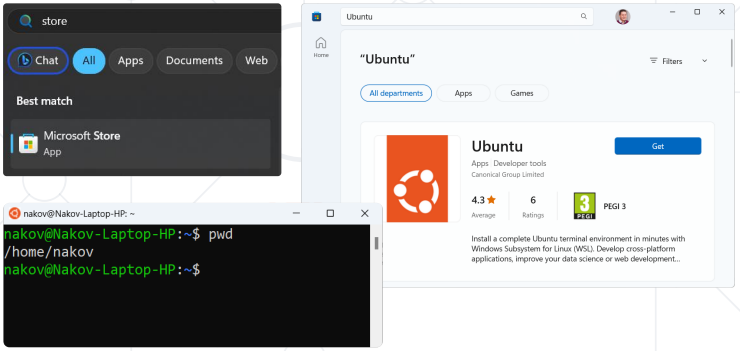 store
Chat
All
Apps
Documents
Web
Best match
Microsoft Store
App
Ubuntu
Home
“Ubuntu”
Filters
All departments
Apps
Games
Ubuntu
Apps Developer tools
Canonical Group Limited
Get
4.3
6
Average
Ratings
3
PEGI
PEGI 3
Install a complete Ubuntu terminal environment in minutes with
Windows Subsystem for Linux (WSL). Develop cross-platform
applications, improve your data science or web development...
nakov@Nakov-Laptop-HP: ~
nakov@Nakov-Laptop-HP:~$ pwd
/home/nakov
nakov@Nakov-Laptop-HP:~$